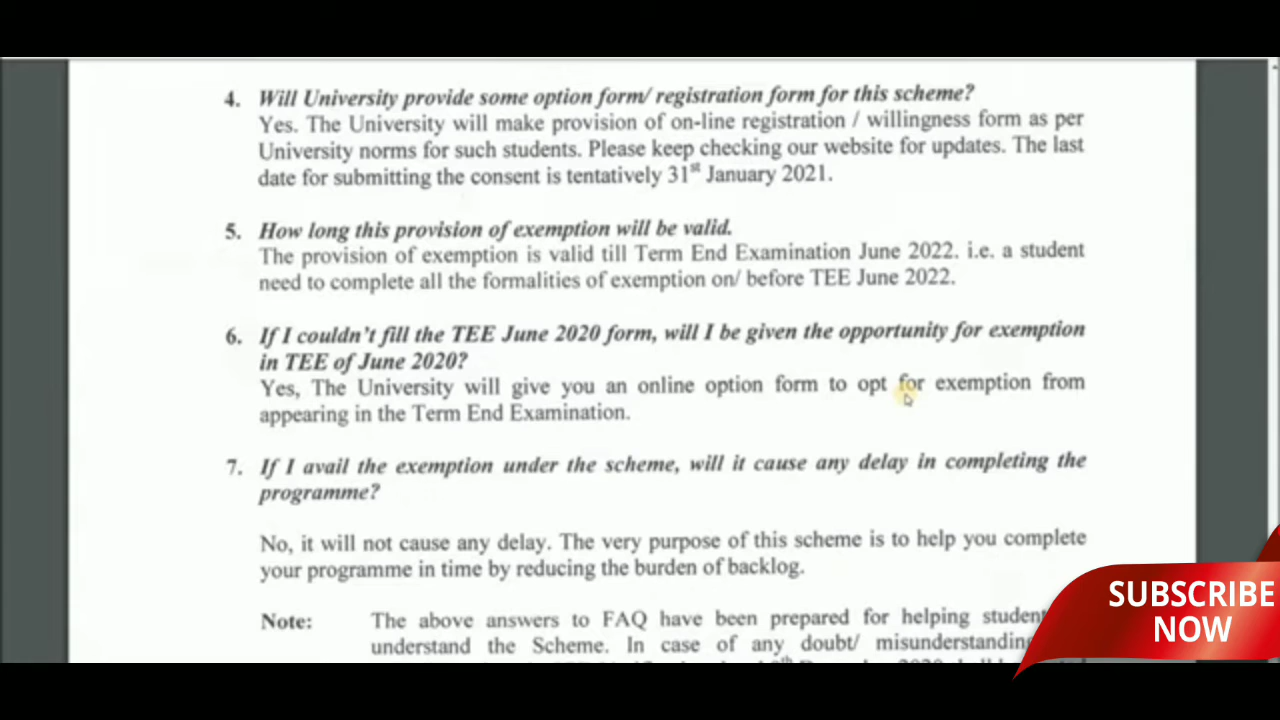 4. Will University provide some option form/ registration form for this scheme?
Yes. The University will make provision of on-line registration / willingness form as per
University norms for such students. Please keep checking our website for updates. The last
date for submitting the consent is tentatively 31st January 2021.
5. How long this provision of exemption will be valid.
The provision of exemption is valid till Term End Examination June 2022. i.e. a student
need to complete all the formalities of exemption on/ before TEE June 2022.
6. If I couldn't fill the TEE June 2020 form, will I be given the opportunity for exemption
in TEE of June 2020?
Yes, The University will give you an online option form to opt for exemption from
appearing in the Term End Examination.
7. If I avail the exemption under the scheme, will it cause any delay in completing the
programme?
No, it will not cause any delay. The very purpose of this scheme is to help you complete
your programme in time by reducing the burden of backlog.
Note: The above answers to FAQ have been prepared for helping student
understand the Scheme. In case of any doubt/ misunderstanding
SUBSCRIBE
NOW